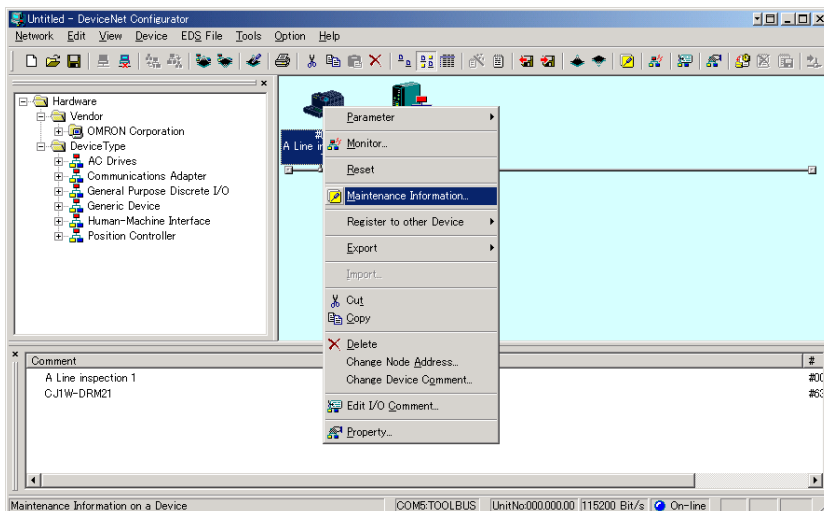 Untitled - DeviceNet Configurator
Network Edit View Device EDS File Tools Option Help
Hardware
Vendor
OMRON Corporation
DeviceType
AC Drives
Communications Adapter
General Purpose Discrete I/O
Generic Device
Human-Machine Interface
Position Controller
#
A Line i
Parameter
Monitor...
Reset
Maintenance Information...
Register to other Device
Export
Import...
Cut
Copy
Delete
Change Node Address...
Change Device Comment...
Edit I/O Comment...
Property...
Comment #
A Line inspection 1 #00
CJ1W-DRM21 #63
Maintenance Information on a Device COM5:TOOLBUS UnitNo:000.000.00 115200 Bit/s On-line